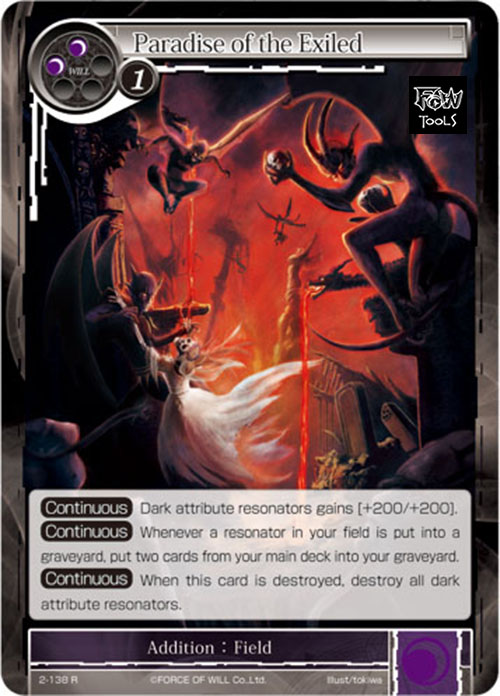 Paradise of the Exiled
WILL
1
FOW
TOOLS
Continuous Dark attribute resonators gains [+200/+200].
Continuous Whenever a resonator in your field is put into a
graveyard, put two cards from your main deck into your graveyard.
Continuous When this card is destroyed, destroy all dark
attribute resonators.
Addition : Field
2-138 R
©FORCE OF WILL Co.,Ltd.
Illust/tokiwa